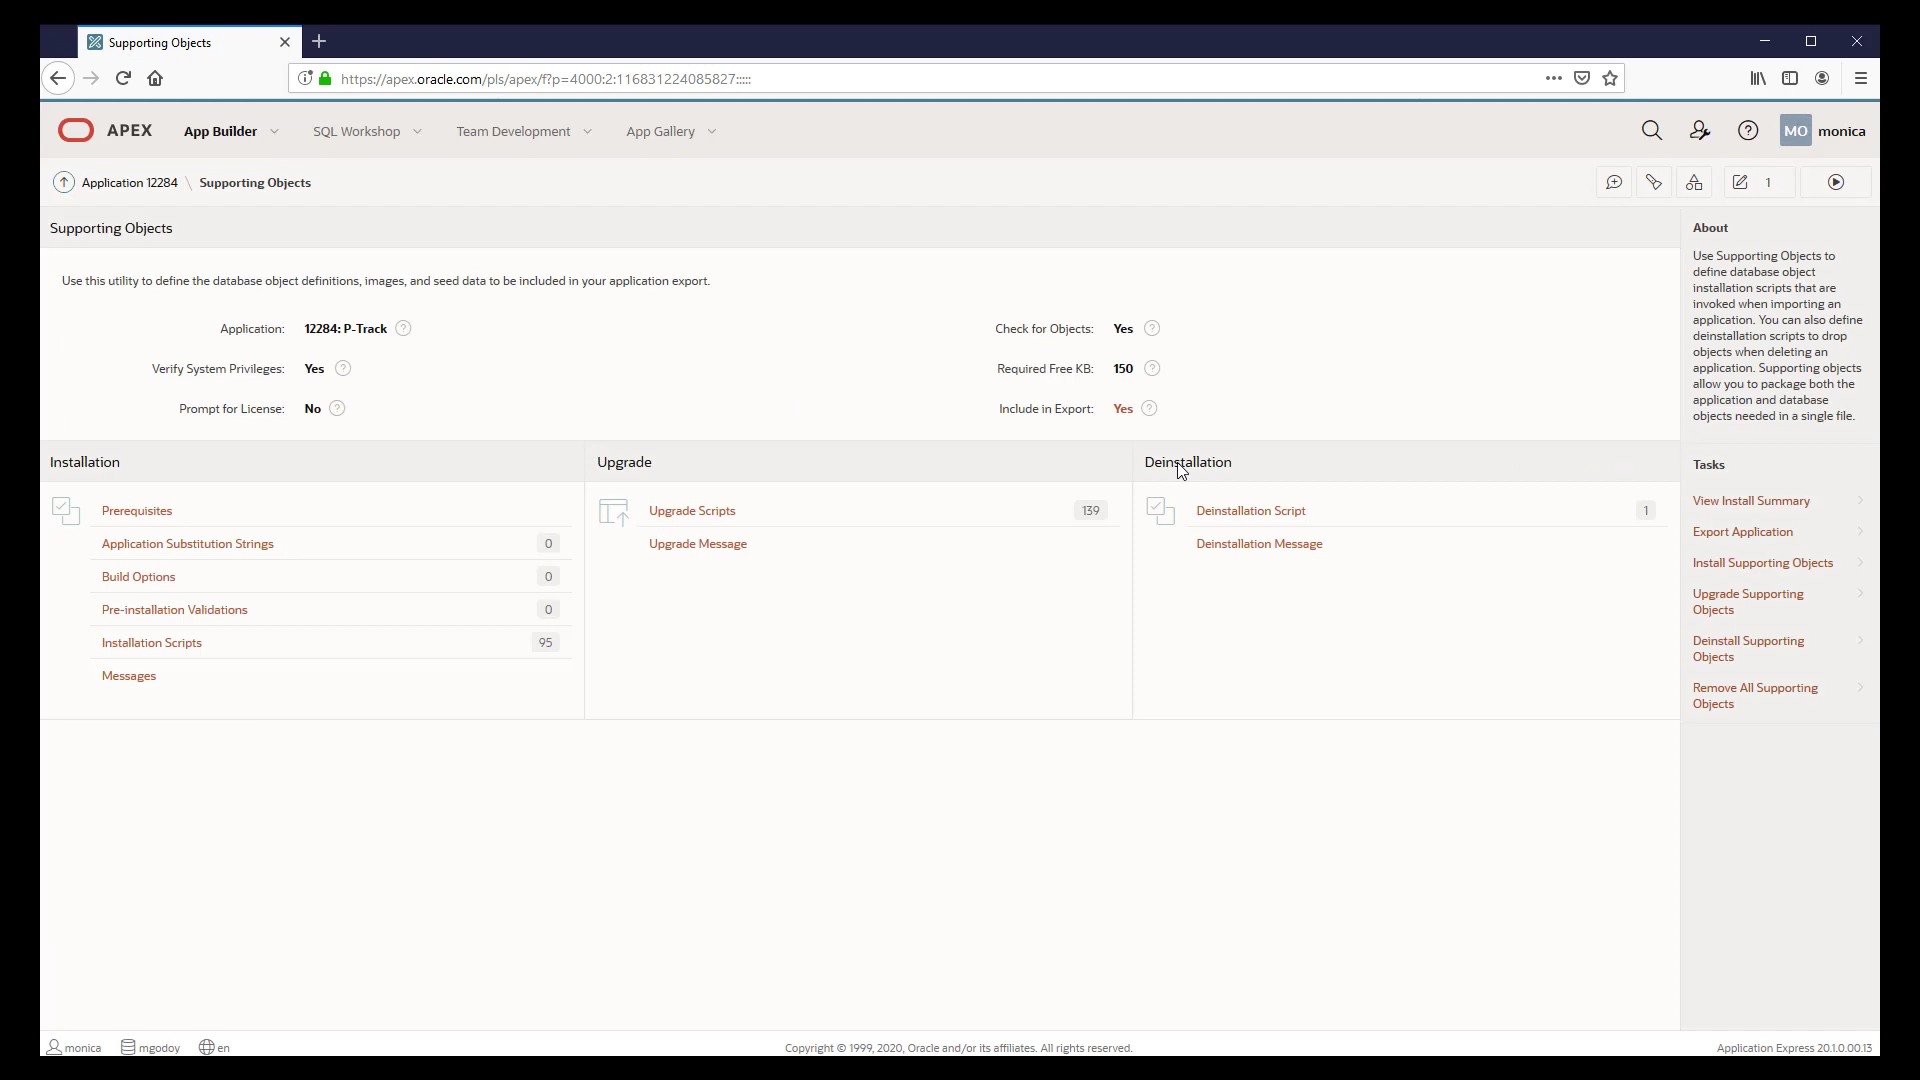 Supporting Objects
https://apex.oracle.com/pls/apex/f?p=4000:2:116831224085827:::::
APEX App Builder SQL Workshop Team Development App Gallery MO monica
Application 12284 \ Supporting Objects 1
Supporting Objects
Use this utility to define the database object definitions, images, and seed data to be included in your application export.
Application: 12284: P-Track Check for Objects: Yes
Verify System Privileges: Yes Required Free KB: 150
Prompt for License: No Include in Export: Yes
Installation
Prerequisites
Application Substitution Strings 0
Build Options 0
Pre-installation Validations 0
Installation Scripts 95
Messages
Upgrade
Upgrade Scripts 139
Upgrade Message
Deinstallation
Deinstallation Script 1
Deinstallation Message
About
Use Supporting Objects to
define database object
installation scripts that are
invoked when importing an
application. You can also define
deinstallation scripts to drop
objects when deleting an
application. Supporting objects
allow you to package both the
application and database
objects needed in a single file.
Tasks
View Install Summary
Export Application
Install Supporting Objects
Upgrade Supporting
Objects
Deinstall Supporting
Objects
Remove All Supporting
Objects
monica mgodoy en Copyright © 1999, 2020, Oracle and/or its affiliates. All rights reserved. Application Express 20.1.0.00.13